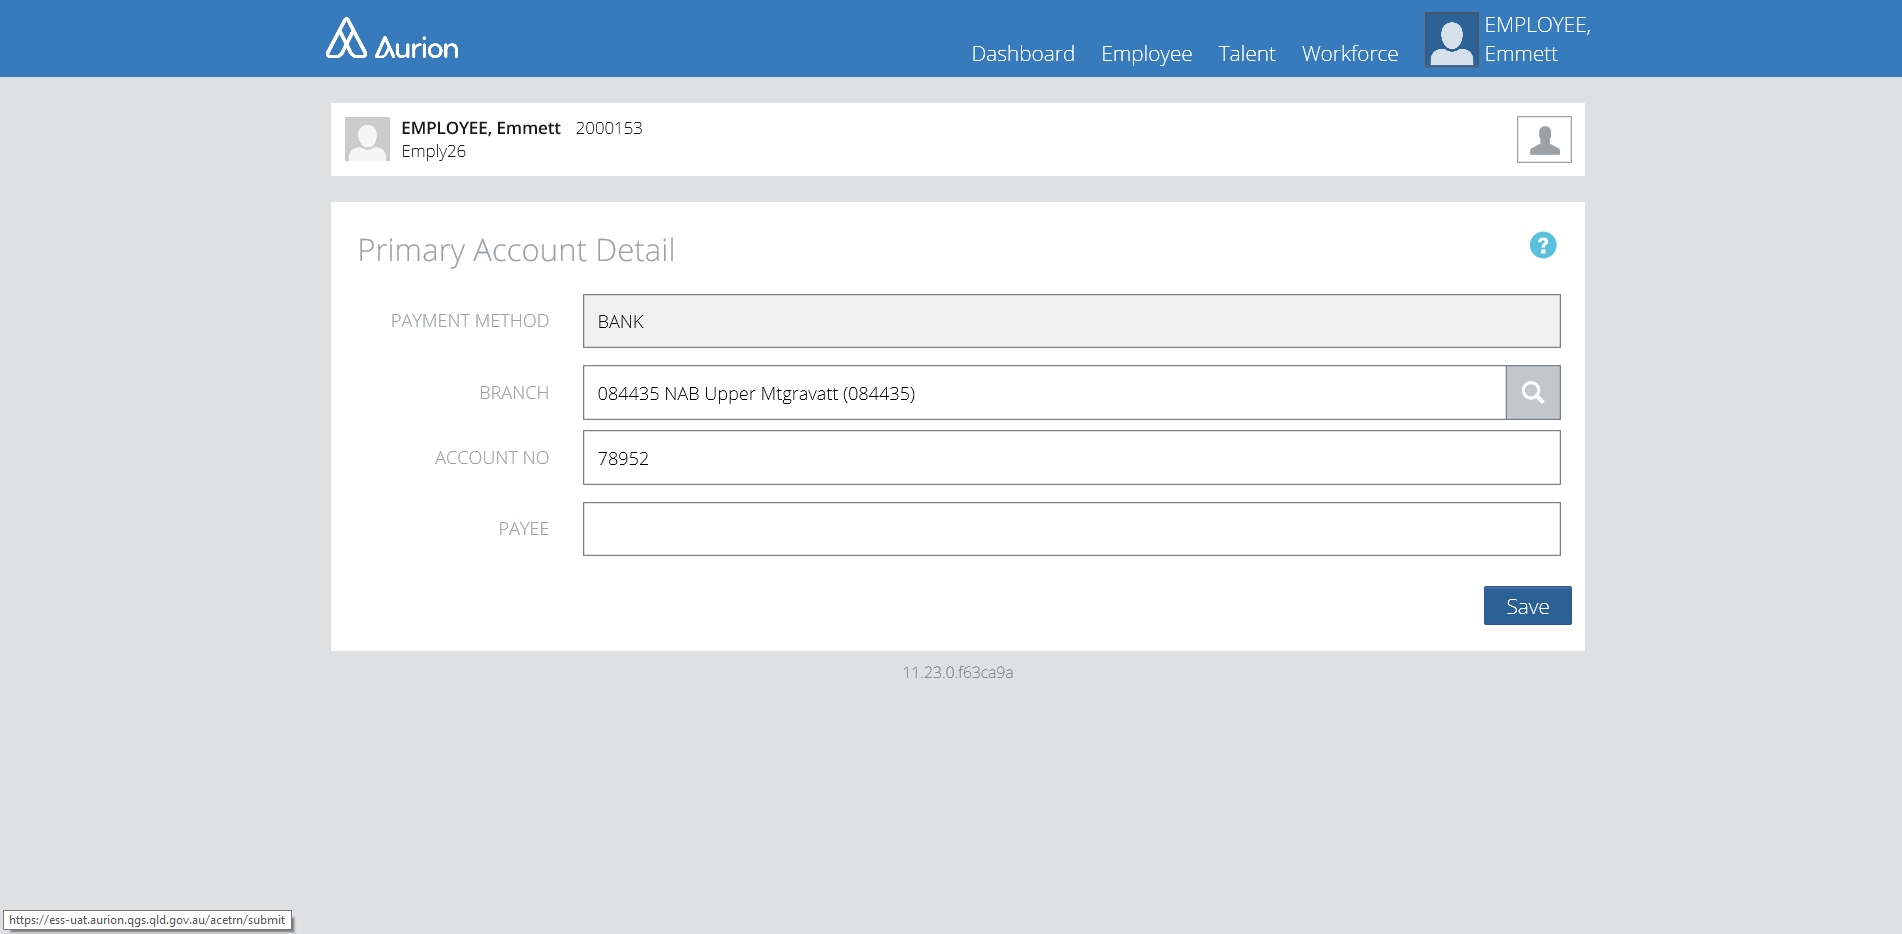 Aurion
Dashboard Employee Talent Workforce EMPLOYEE,
Emmett
EMPLOYEE, Emmett 2000153
Emply26
Primary Account Detail
?
PAYMENT METHOD BANK
BRANCH 084435 NAB Upper Mtgravatt (084435)
ACCOUNT NO 78952
PAYEE
Save
11.23.0.f63ca9a
https://ess-uat.aurion.qgs.qld.gov.au/acetrn/submit